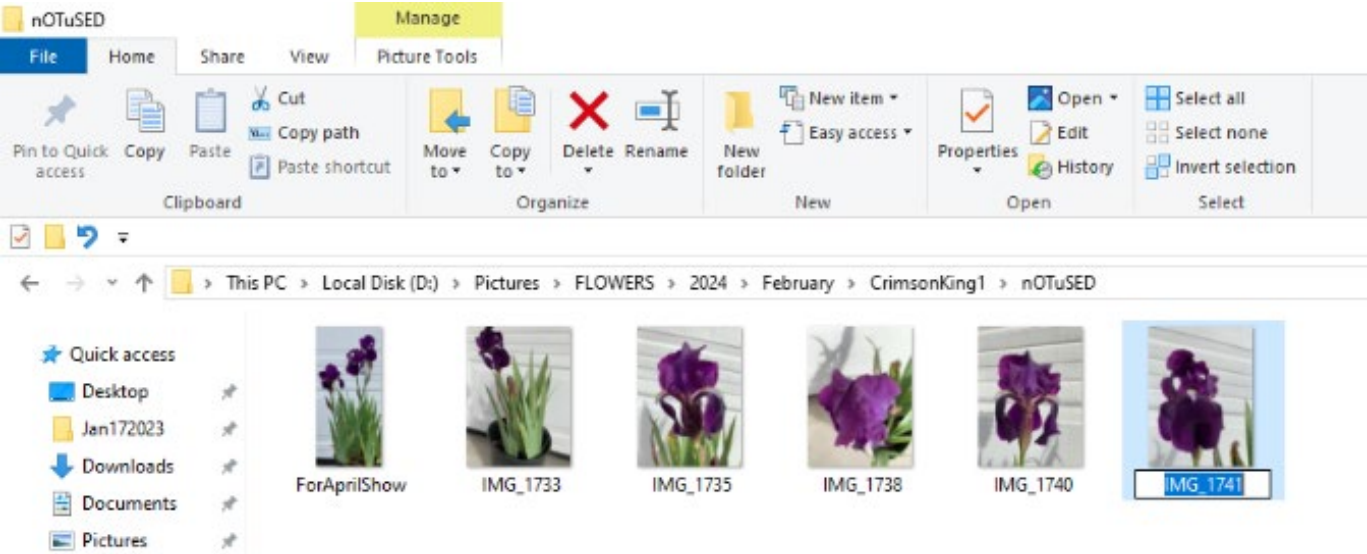 nOTuSED
Manage
File Home Share View Picture Tools
Pin to Quick access
Copy
Paste
Cut
Copy path
Paste shortcut
Clipboard
Move to
Copy to
Delete
Rename
Organize
New folder
New item
Easy access
New
Properties
Open
Edit
History
Open
Select all
Select none
Invert selection
Select
This PC > Local Disk (D:) > Pictures > FLOWERS > 2024 > February > CrimsonKing1 > nOTuSED
Quick access
Desktop
Jan172023
Downloads
Documents
Pictures
ForAprilShow
IMG_1733
IMG_1735
IMG_1738
IMG_1740
IMG_1741